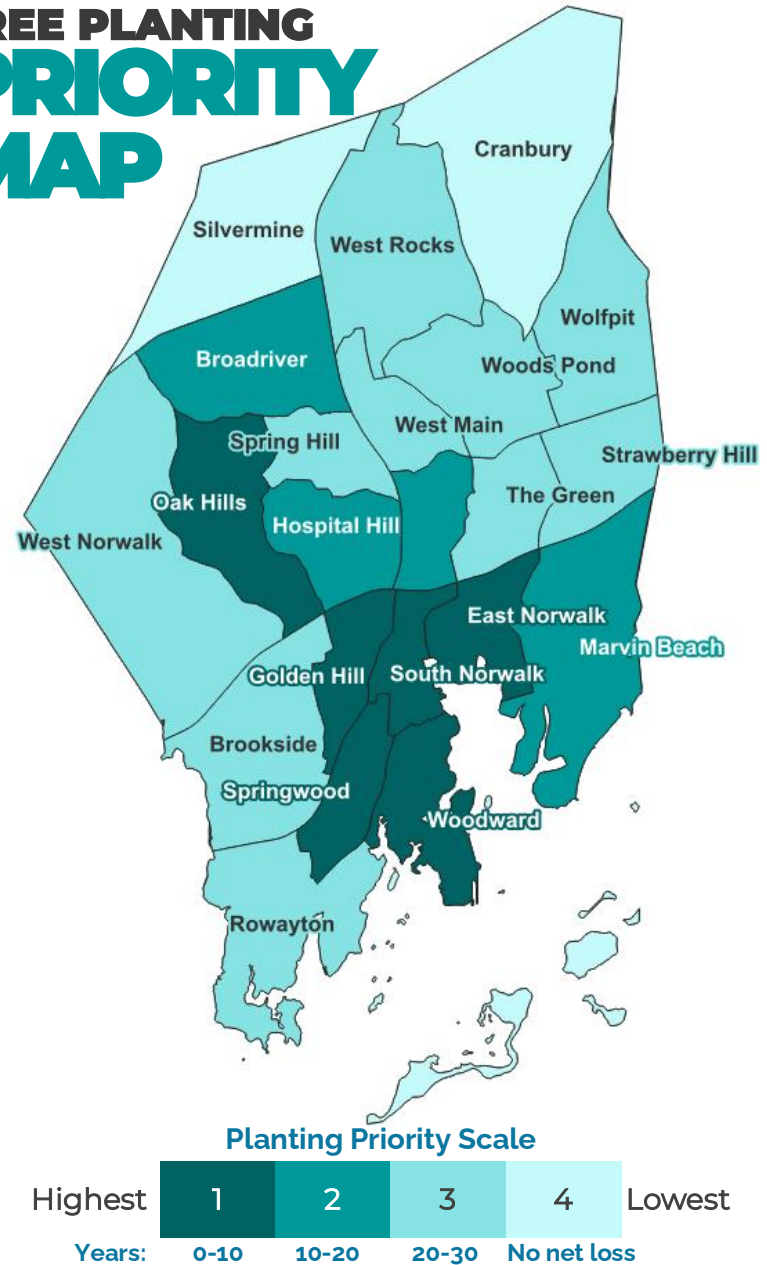 REE PLANTING
PRIORITY
MAP
Cranbury
Silvermine
West Rocks
Wolfpit
Broadriver
Woods Pond
West Main
Spring Hill
Strawberry Hill
The Green
Oak Hills
Hospital Hill
West Norwalk
East Norwalk
Marvin Beach
Golden Hill
South Norwalk
Brookside
Springwood
Woodward
Rowayton
Planting Priority Scale
Highest 1 2 3 4 Lowest
Years: 0-10 10-20 20-30 No net loss